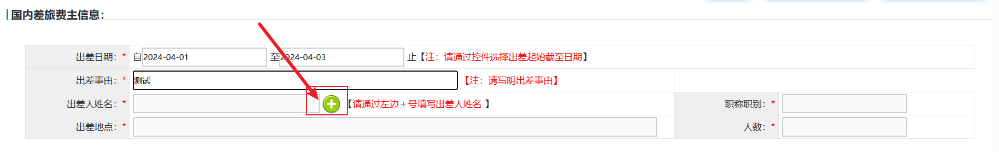 国内差旅费主信息：
出差日期：* 自 2024-04-01 至 2024-04-03 止【注：请通过控件选择出差起始截至日期】
出差事由：* 测试 【注：请写明出差事由】
出差人姓名：* 【请通过左边＋号填写出差人姓名 】 职称职别：*
出差地点：* 人数：*